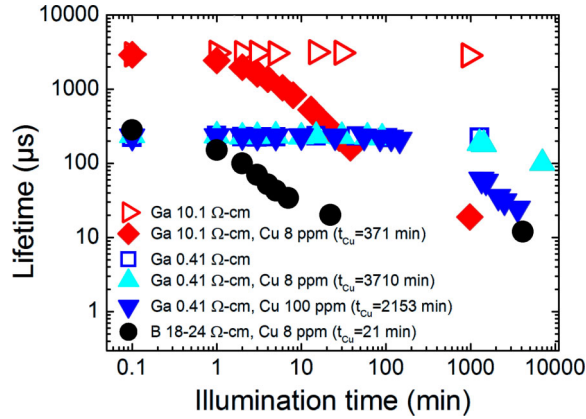 10000
1000
100
10
1
Lifetime (μs)
Ga 10.1 Ω-cm
Ga 10.1 Ω-cm, Cu 8 ppm (tCu=371 min)
Ga 0.41 Ω-cm
Ga 0.41 Ω-cm, Cu 8 ppm (tCu=3710 min)
Ga 0.41 Ω-cm, Cu 100 ppm (tCu=2153 min)
B 18-24 Ω-cm, Cu 8 ppm (tCu=21 min)
0.1 1 10 100 1000 10000
Illumination time (min)